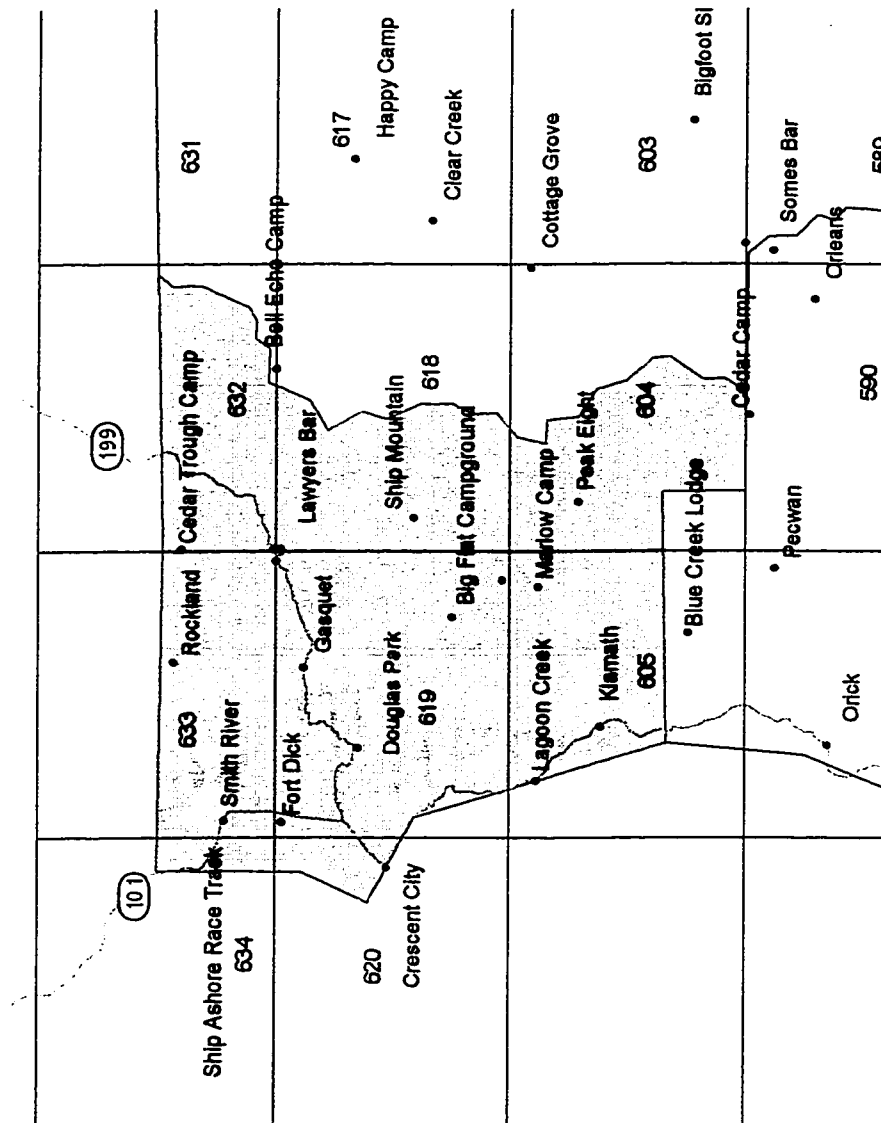 199
Cedar Trough Camp
631
Rockland
632
633
Bell Echo Camp
617
Happy Camp
Smith River
Fort Dick
Gasquet
Lawyers Bar
101
Ship Ashore Race Track
634
Douglas Park
619
Ship Mountain
618
Clear Creek
620
Crescent City
Big Flat Campground
Cottage Grove
Lagoon Creek
Marlow Camp
Peak Eight
604
603
Klamath
605
Bigfoot Sl
Blue Creek Lodge
Cedar Camp
Somes Bar
Orleans
Pecwan
590
589
Orick